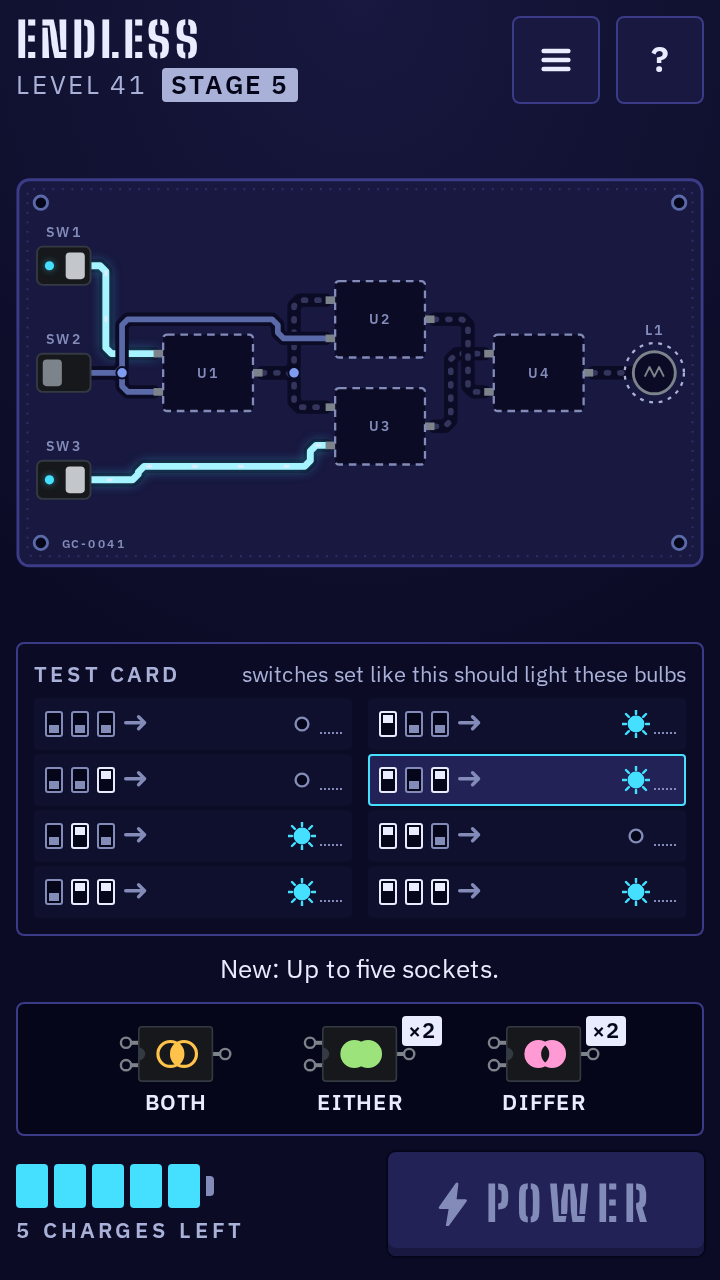 ENDLESS
LEVEL 41 STAGE 5
?
SW1
SW2
SW3
U1
U2
U3
U4
L1
GC-0041
TEST CARD switches set like this should light these bulbs
New: Up to five sockets.
×2 ×2
BOTH EITHER DIFFER
5 CHARGES LEFT
POWER